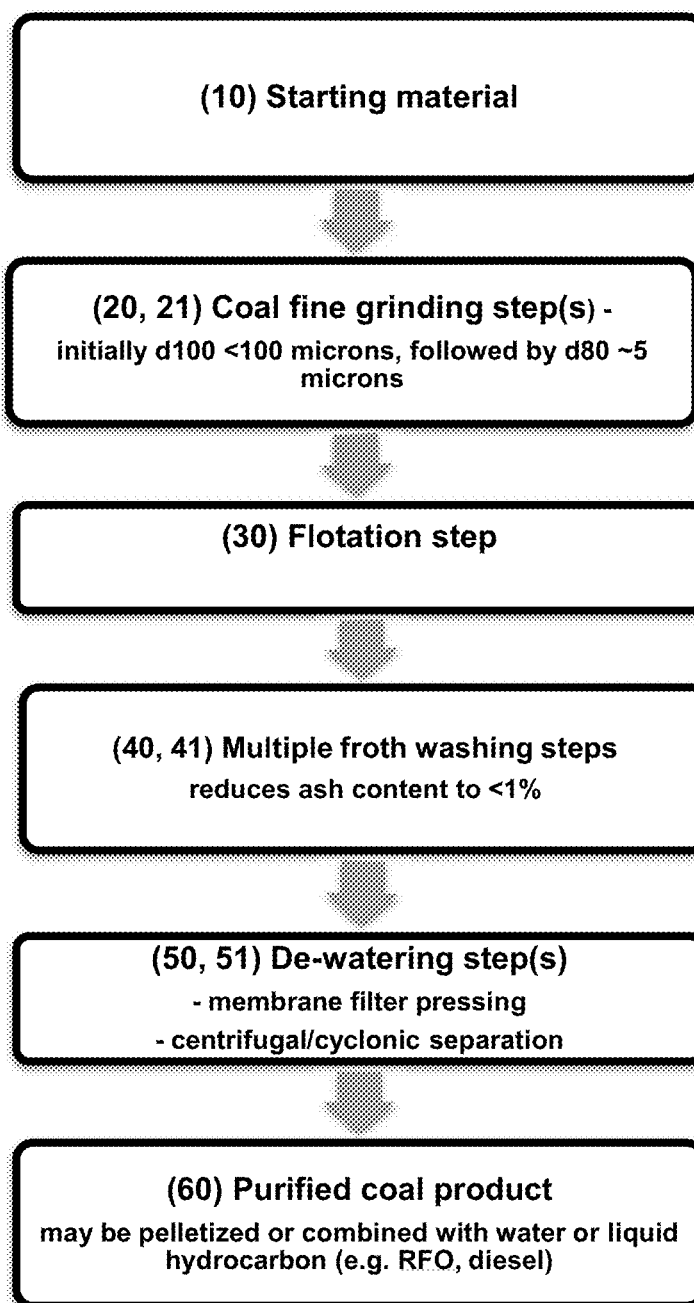 (10) Starting material
(20, 21) Coal fine grinding step(s) -
initially d100 <100 microns, followed by d80 ~5
microns
(30) Flotation step
(40, 41) Multiple froth washing steps
reduces ash content to <1%
(50, 51) De-watering step(s)
- membrane filter pressing
- centrifugal/cyclonic separation
(60) Purified coal product
may be pelletized or combined with water or liquid
hydrocarbon (e.g. RFO, diesel)